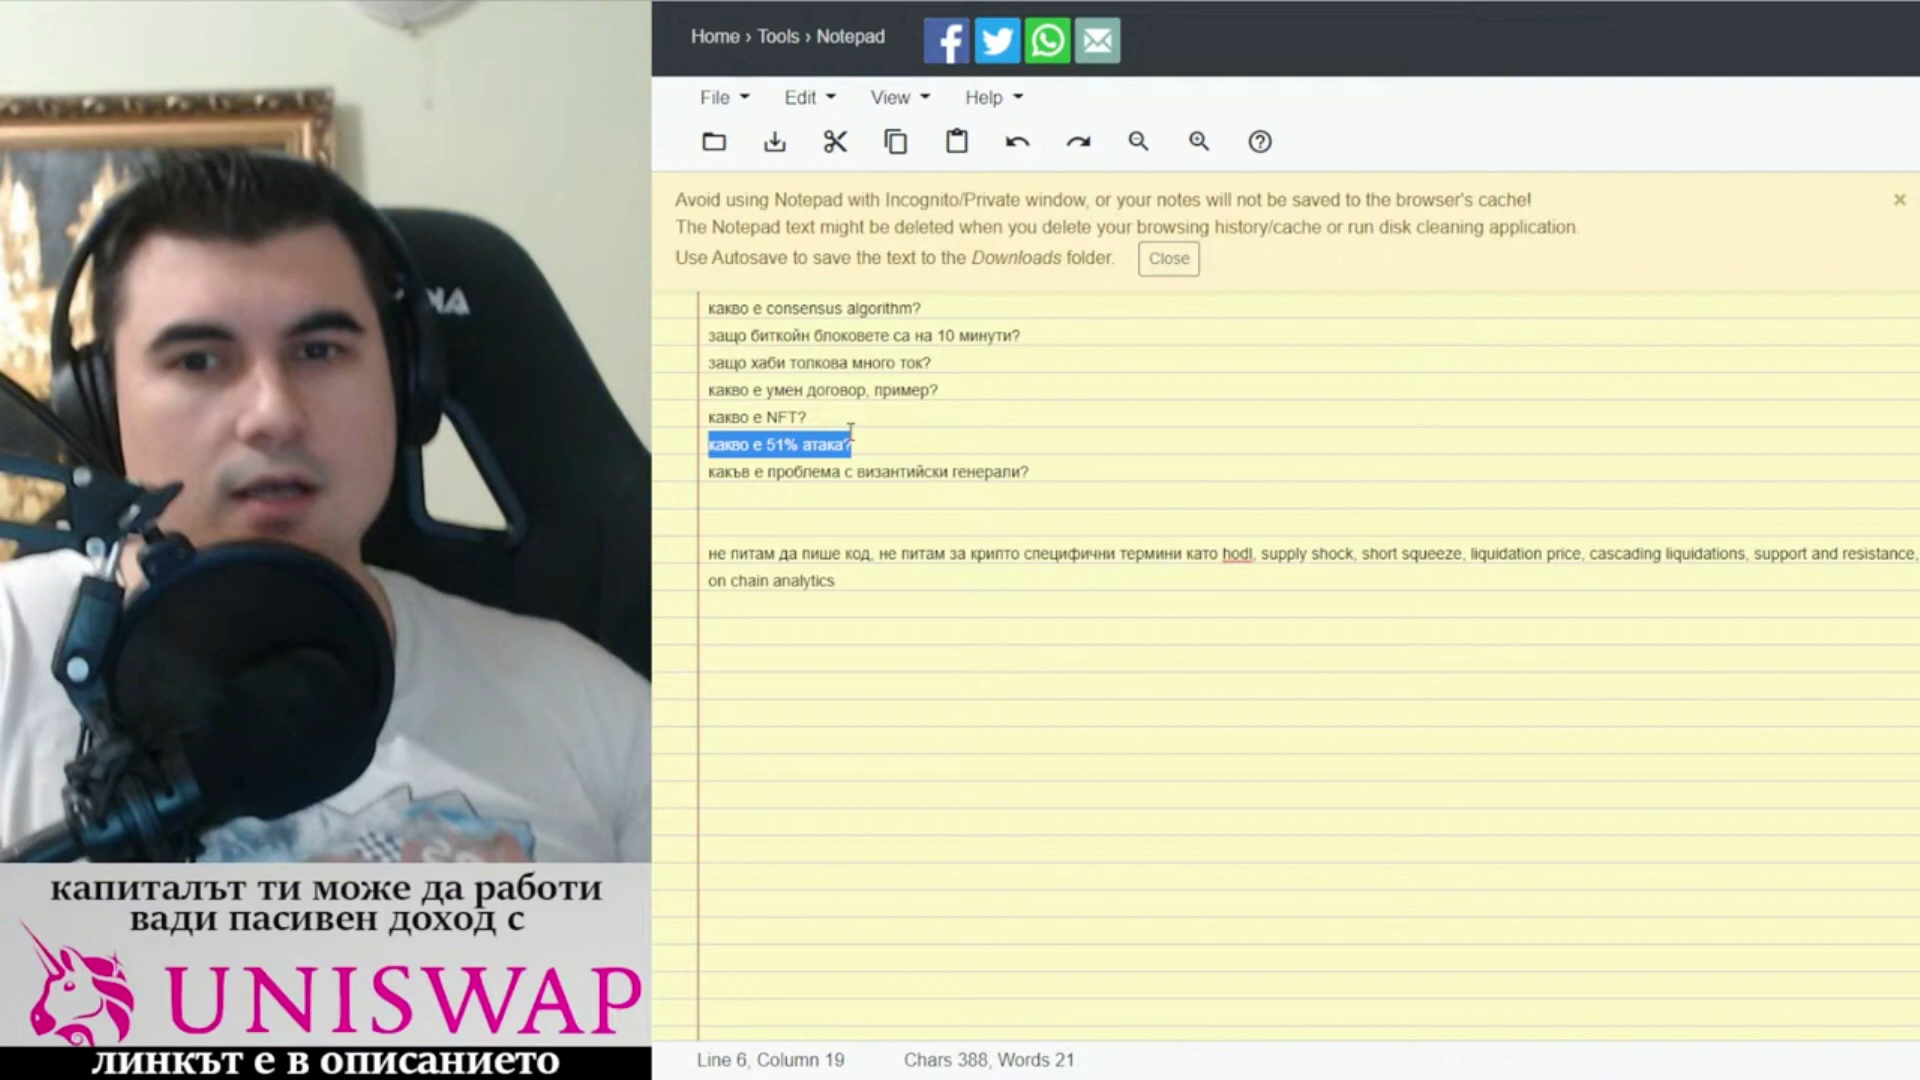 Home › Tools › Notepad
File
Edit
View
Help
Avoid using Notepad with Incognito/Private window, or your notes will not be saved to the browser's cache!
The Notepad text might be deleted when you delete your browsing history/cache or run disk cleaning application.
Use Autosave to save the text to the Downloads folder.
Close
какво е consensus algorithm?
защо биткойн блоковете са на 10 минути?
защо хаби толкова много ток?
какво е умен договор, пример?
какво е NFT?
какво е 51% атака?
какъв е проблема с византийски генерали?
не питам да пише код, не питам за крипто специфични термини като hodl, supply shock, short squeeze, liquidation price, cascading liquidations, support and resistance,
on chain analytics
Line 6, Column 19
Chars 388, Words 21
капиталът ти може да работи
вади пасивен доход с
UNISWAP
линкът е в описанието